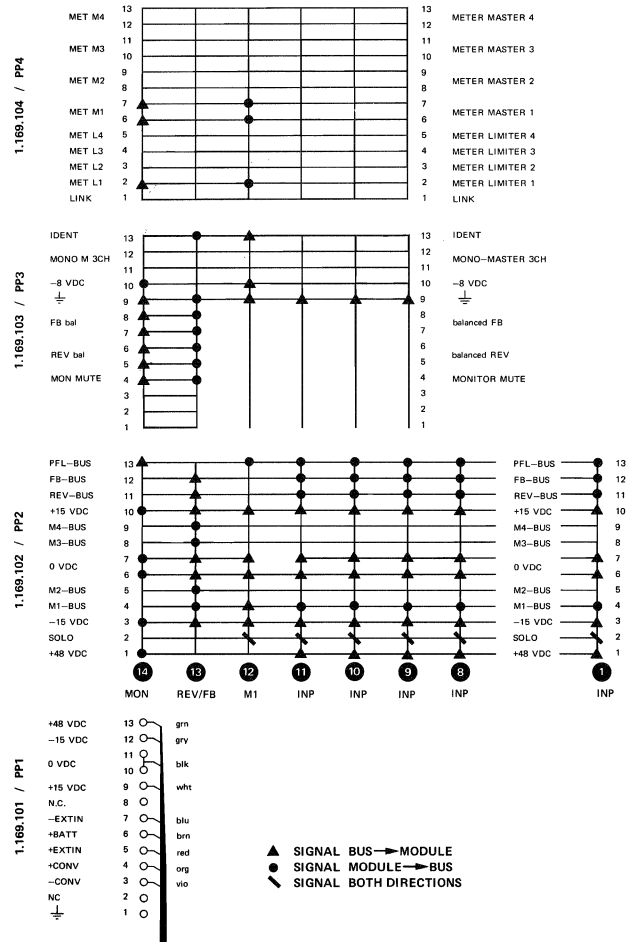 1.169.104 / PP4
MET M4 13 13 METER MASTER 4
12 12
MET M3 11 11 METER MASTER 3
10 10
MET M2 9 9 METER MASTER 2
8 8
MET M1 7 7 METER MASTER 1
6 6
MET L4 5 5 METER LIMITER 4
MET L3 4 4 METER LIMITER 3
MET L2 3 3 METER LIMITER 2
MET L1 2 2 METER LIMITER 1
LINK 1 1 LINK
1.169.103 / PP3
IDENT 13 13 IDENT
MONO M 3CH 12 12 MONO-MASTER 3CH
11 11
-8 VDC 10 10 -8 VDC
9 9
FB bal 8 8 balanced FB
7 7
REV bal 6 6 balanced REV
5 5
MON MUTE 4 4 MONITOR MUTE
3 3
2 2
1 1
1.169.102 / PP2
PFL-BUS 13 PFL-BUS 13
FB-BUS 12 FB-BUS 12
REV-BUS 11 REV-BUS 11
+15 VDC 10 +15 VDC 10
M4-BUS 9 M4-BUS 9
M3-BUS 8 M3-BUS 8
0 VDC 7 0 VDC 7
6 6
M2-BUS 5 M2-BUS 5
M1-BUS 4 M1-BUS 4
-15 VDC 3 -15 VDC 3
SOLO 2 SOLO 2
+48 VDC 1 +48 VDC 1
14 13 12 11 10 9 8 1
MON REV/FB M1 INP INP INP INP INP
1.169.101 / PP1
+48 VDC 13 grn
-15 VDC 12 gry
0 VDC 11 blk
10
+15 VDC 9 wht
N.C. 8
-EXTIN 7 blu
+BATT 6 brn
+EXTIN 5 red
+CONV 4 org
-CONV 3 vio
NC 2
1
▲ SIGNAL BUS→MODULE
● SIGNAL MODULE→BUS
SIGNAL BOTH DIRECTIONS